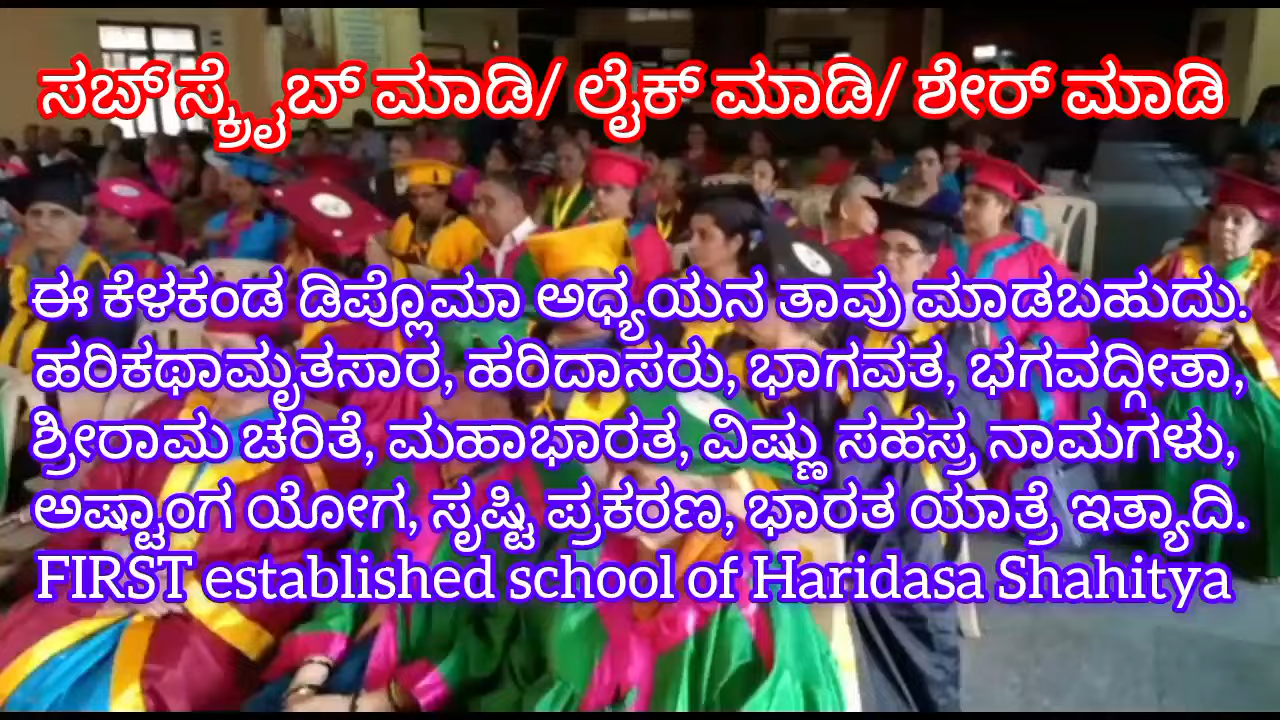 ಸಬ್ ಸ್ಕ್ರೈಬ್ ಮಾಡಿ/ ಲೈಕ್ ಮಾಡಿ/ ಶೇರ್ ಮಾಡಿ
ಈ ಕೆಳಕಂಡ ಡಿಪ್ಲೊಮಾ ಅಧ್ಯಯನ ತಾವು ಮಾಡಬಹುದು.
ಹರಿಕಥಾಮೃತಸಾರ, ಹರಿದಾಸರು, ಭಾಗವತ, ಭಗವದ್ಗೀತಾ,
ಶ್ರೀರಾಮ ಚರಿತೆ, ಮಹಾಭಾರತ, ವಿಷ್ಣು ಸಹಸ್ರ ನಾಮಗಳು,
ಅಷ್ಟಾಂಗ ಯೋಗ, ಸೃಷ್ಟಿ ಪ್ರಕರಣ, ಭಾರತ ಯಾತ್ರೆ ಇತ್ಯಾದಿ.
FIRST established school of Haridasa Shahitya